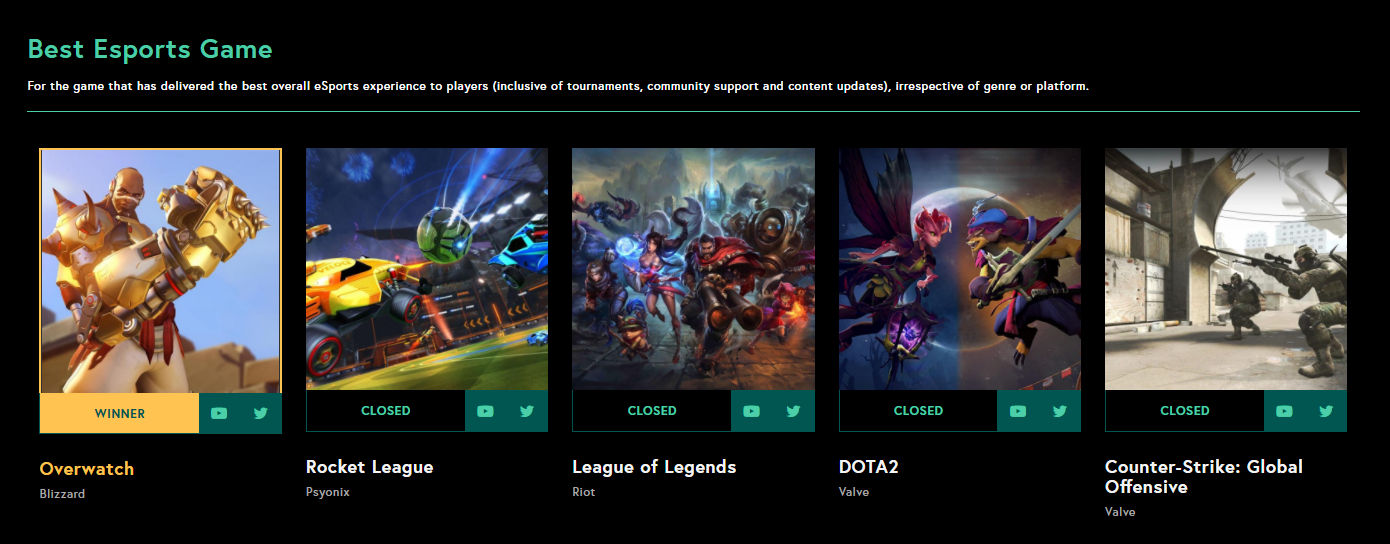 Best Esports Game
For the game that has delivered the best overall eSports experience to players (inclusive of tournaments, community support and content updates), irrespective of genre or platform.
WINNER
CLOSED
CLOSED
CLOSED
CLOSED
Overwatch
Blizzard
Rocket League
Psyonix
League of Legends
Riot
DOTA2
Valve
Counter-Strike: Global
Offensive
Valve